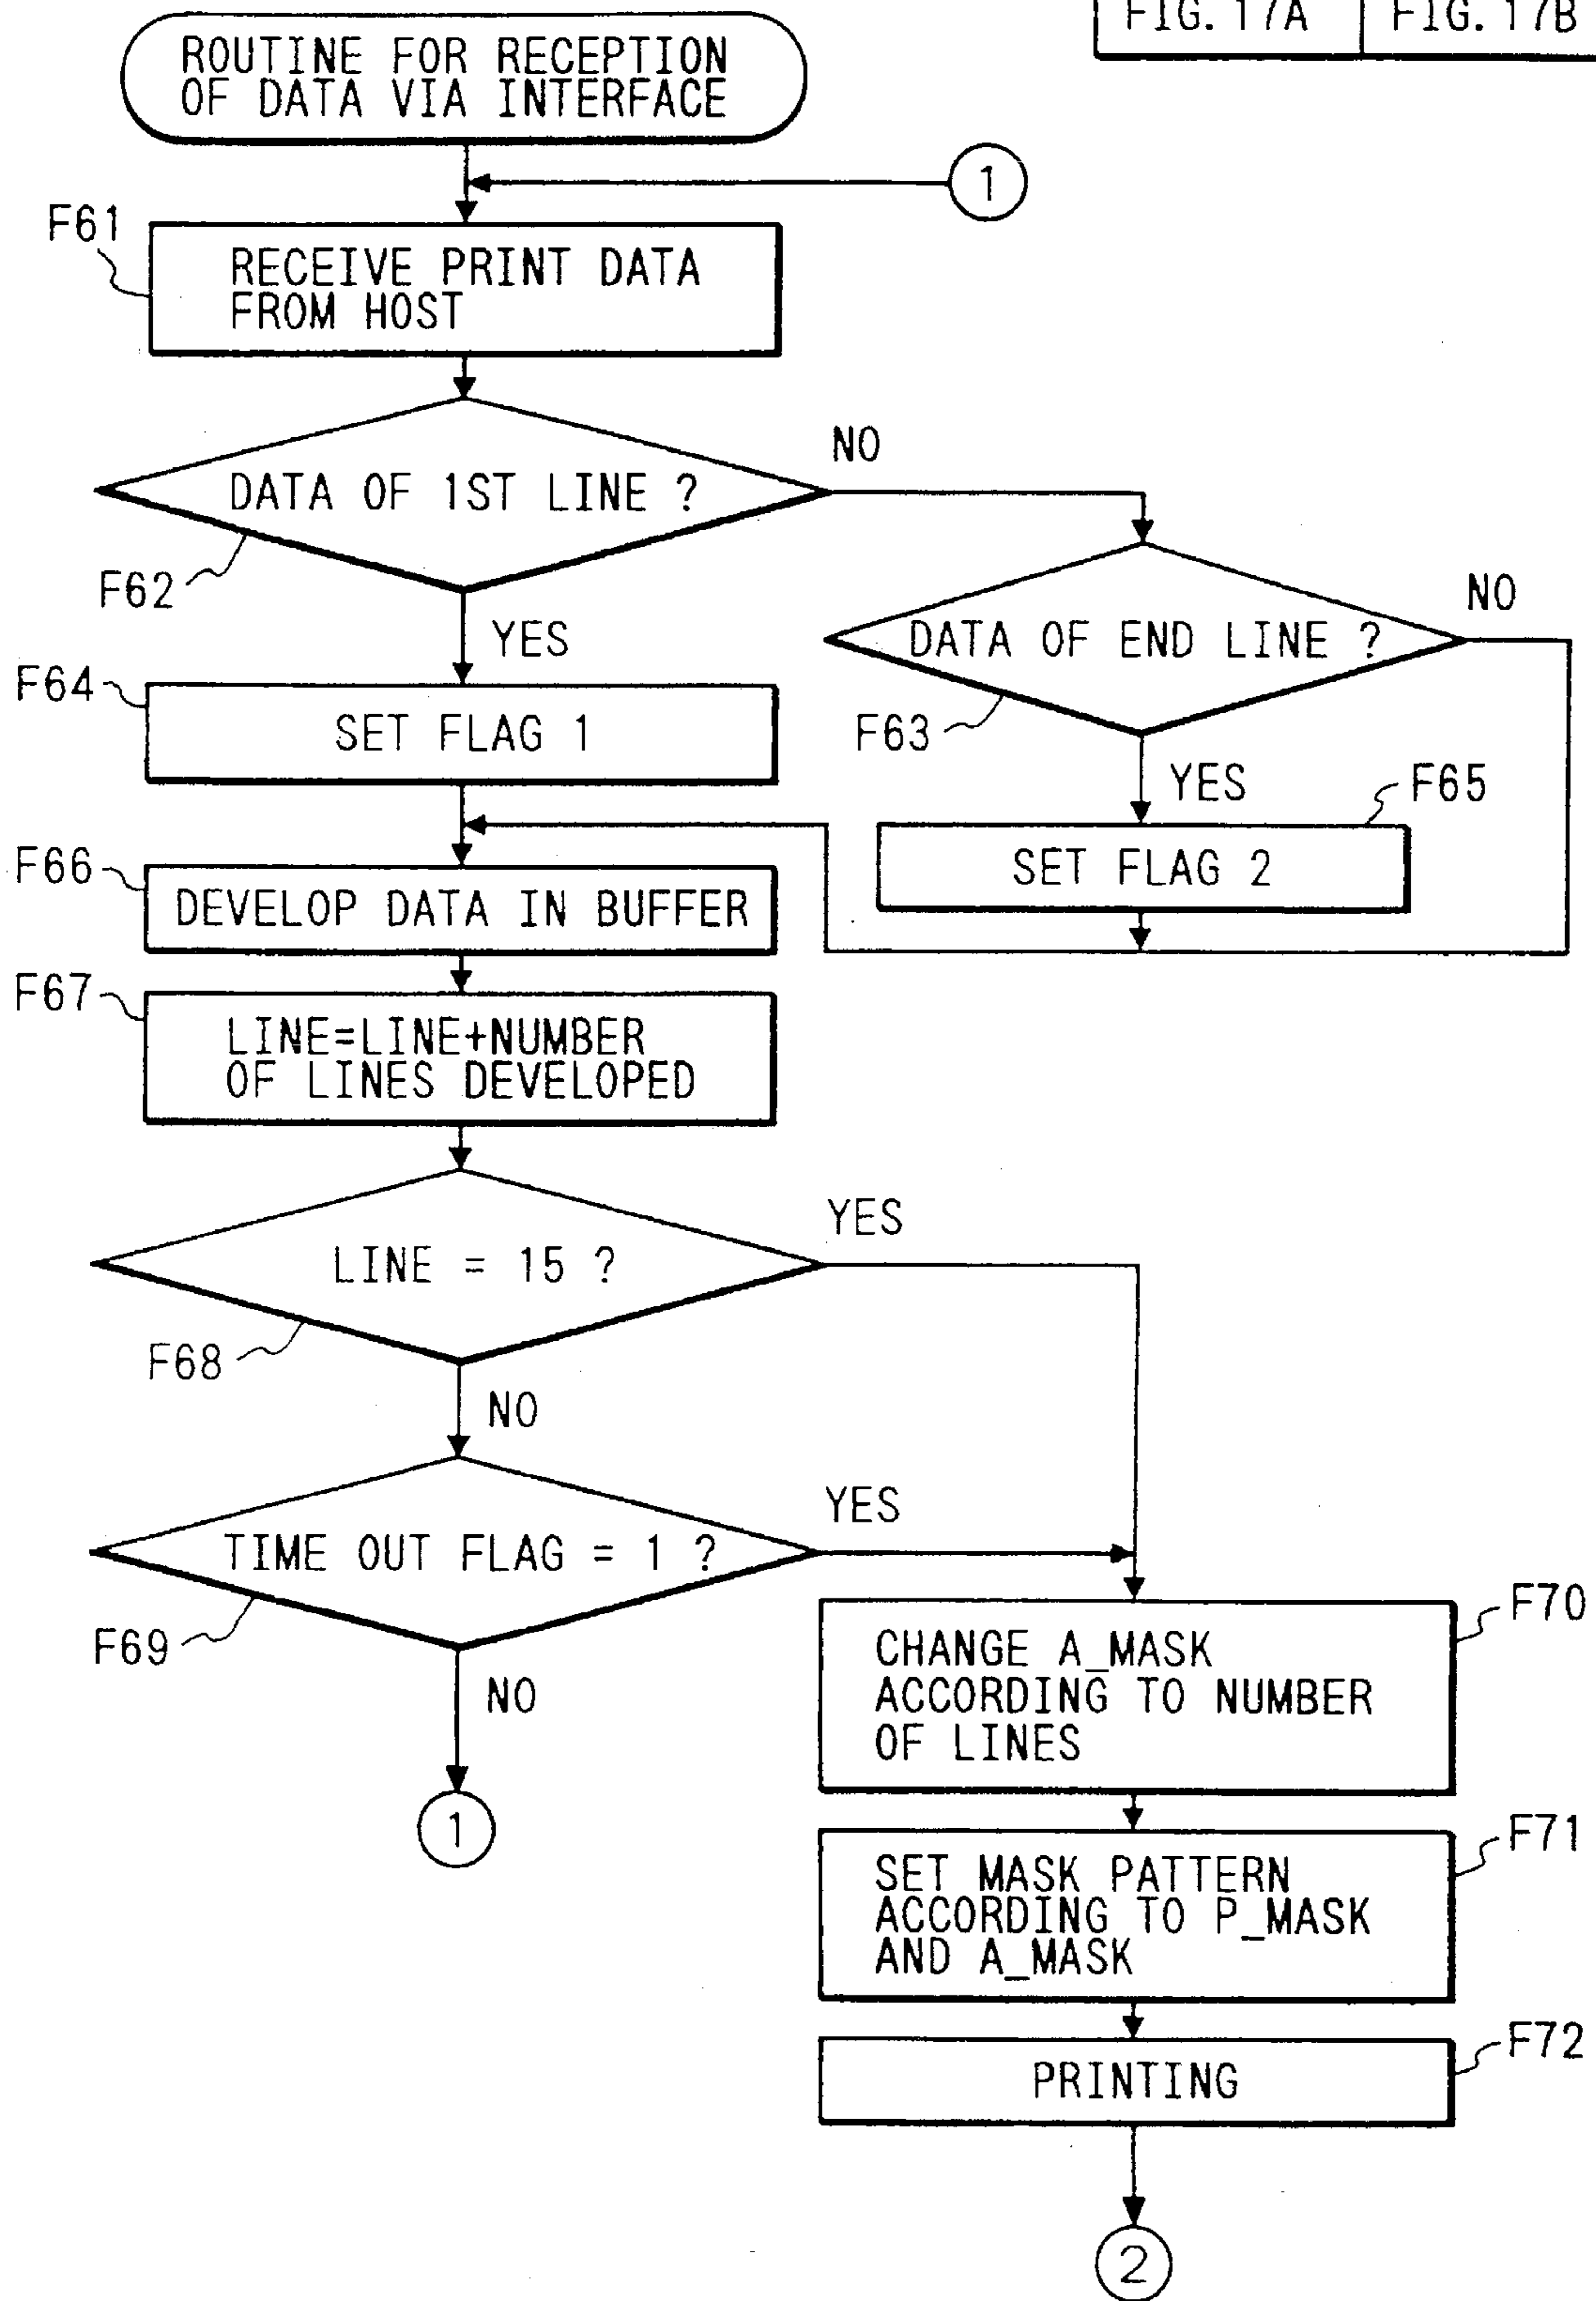 FIG. 17A FIG. 17B
ROUTINE FOR RECEPTION
OF DATA VIA INTERFACE
1
F61
RECEIVE PRINT DATA
FROM HOST
NO
DATA OF 1ST LINE ?
F62
YES
NO
DATA OF END LINE ?
F63
YES
F64
SET FLAG 1
F65
SET FLAG 2
F66
DEVELOP DATA IN BUFFER
F67
LINE=LINE+NUMBER
OF LINES DEVELOPED
YES
LINE = 15 ?
F68
NO
YES
TIME OUT FLAG = 1 ?
F69
NO
1
F70
CHANGE A_MASK
ACCORDING TO NUMBER
OF LINES
F71
SET MASK PATTERN
ACCORDING TO P_MASK
AND A_MASK
F72
PRINTING
2